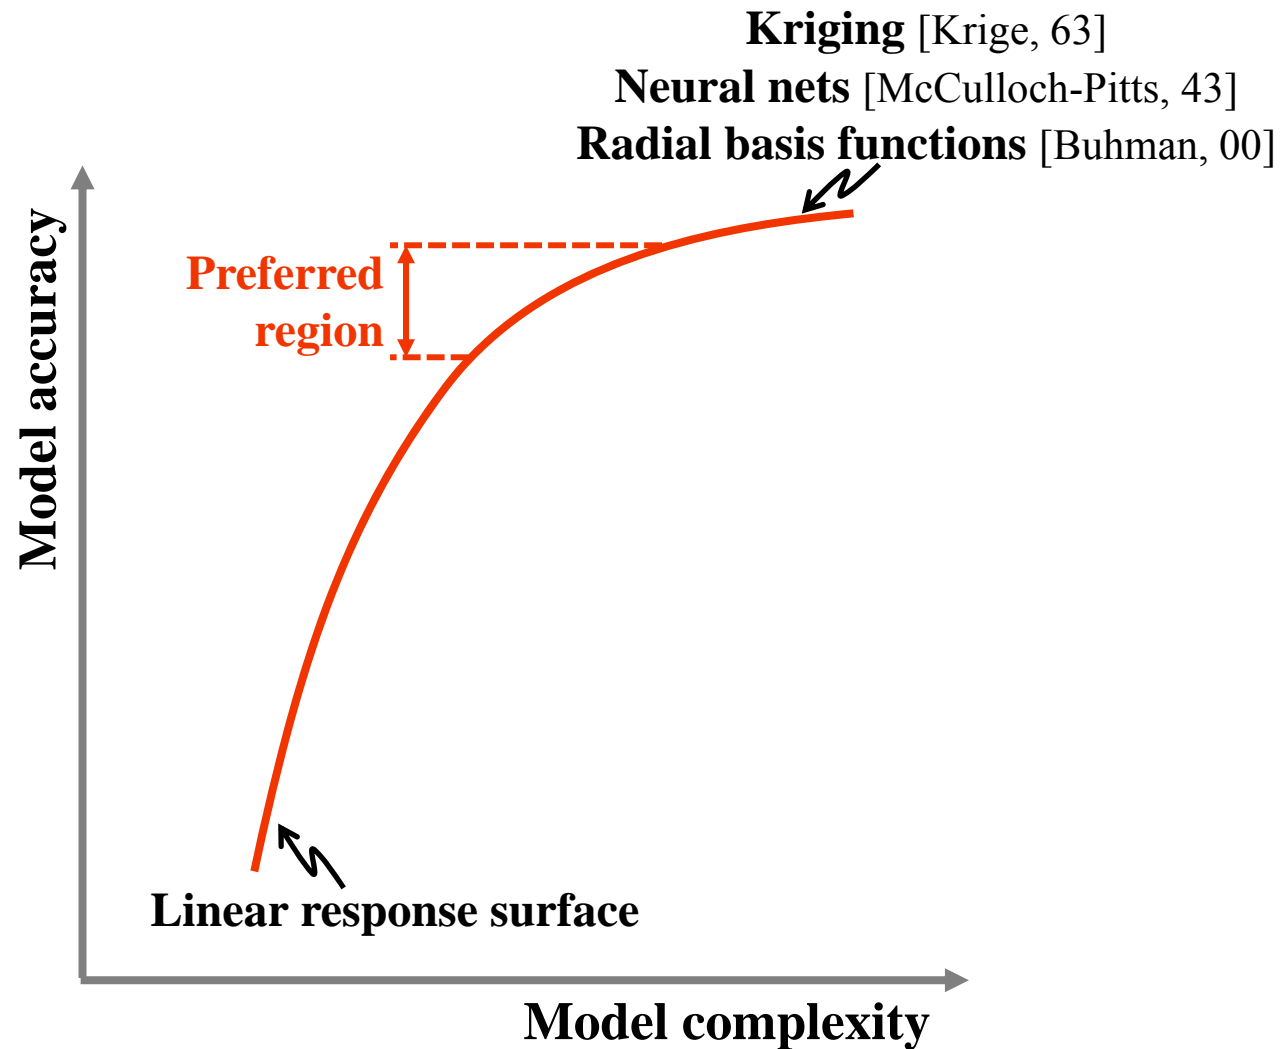 Kriging [Krige, 63]
Neural nets [McCulloch-Pitts, 43]
Radial basis functions [Buhman, 00]
Model accuracy
Preferred
region
Linear response surface
Model complexity